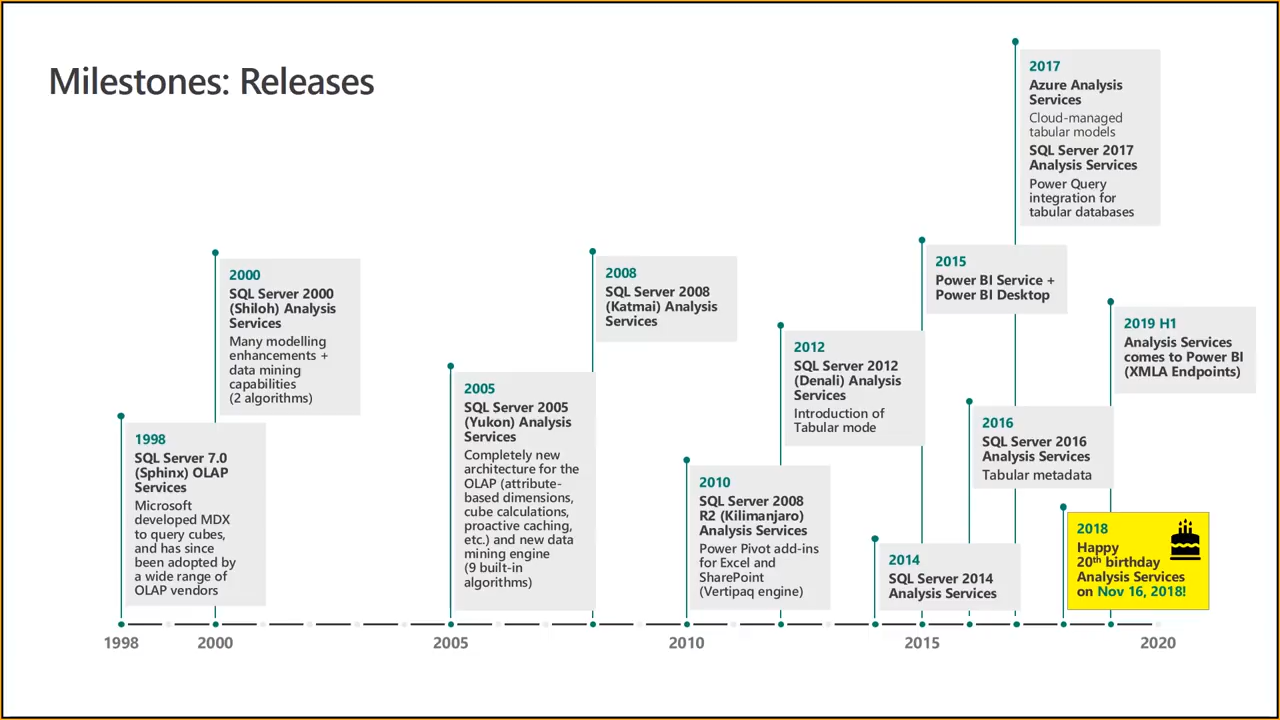 Milestones: Releases
1998
SQL Server 7.0
(Sphinx) OLAP
Services
Microsoft
developed MDX
to query cubes,
and has since
been adopted by
a wide range of
OLAP vendors
2000
SQL Server 2000
(Shiloh) Analysis
Services
Many modelling
enhancements +
data mining
capabilities
(2 algorithms)
2005
SQL Server 2005
(Yukon) Analysis
Services
Completely new
architecture for the
OLAP (attribute-
based dimensions,
cube calculations,
proactive caching,
etc.) and new data
mining engine
(9 built-in
algorithms)
2008
SQL Server 2008
(Katmai) Analysis
Services
2010
SQL Server 2008
R2 (Kilimanjaro)
Analysis Services
Power Pivot add-ins
for Excel and
SharePoint
(Vertipaq engine)
2012
SQL Server 2012
(Denali) Analysis
Services
Introduction of
Tabular mode
2014
SQL Server 2014
Analysis Services
2015
Power BI Service +
Power BI Desktop
2016
SQL Server 2016
Analysis Services
Tabular metadata
2017
Azure Analysis
Services
Cloud-managed
tabular models
SQL Server 2017
Analysis Services
Power Query
integration for
tabular databases
2018
Happy
20th birthday
Analysis Services
on Nov 16, 2018!
2019 H1
Analysis Services
comes to Power BI
(XMLA Endpoints)
1998 2000 2005 2010 2015 2020